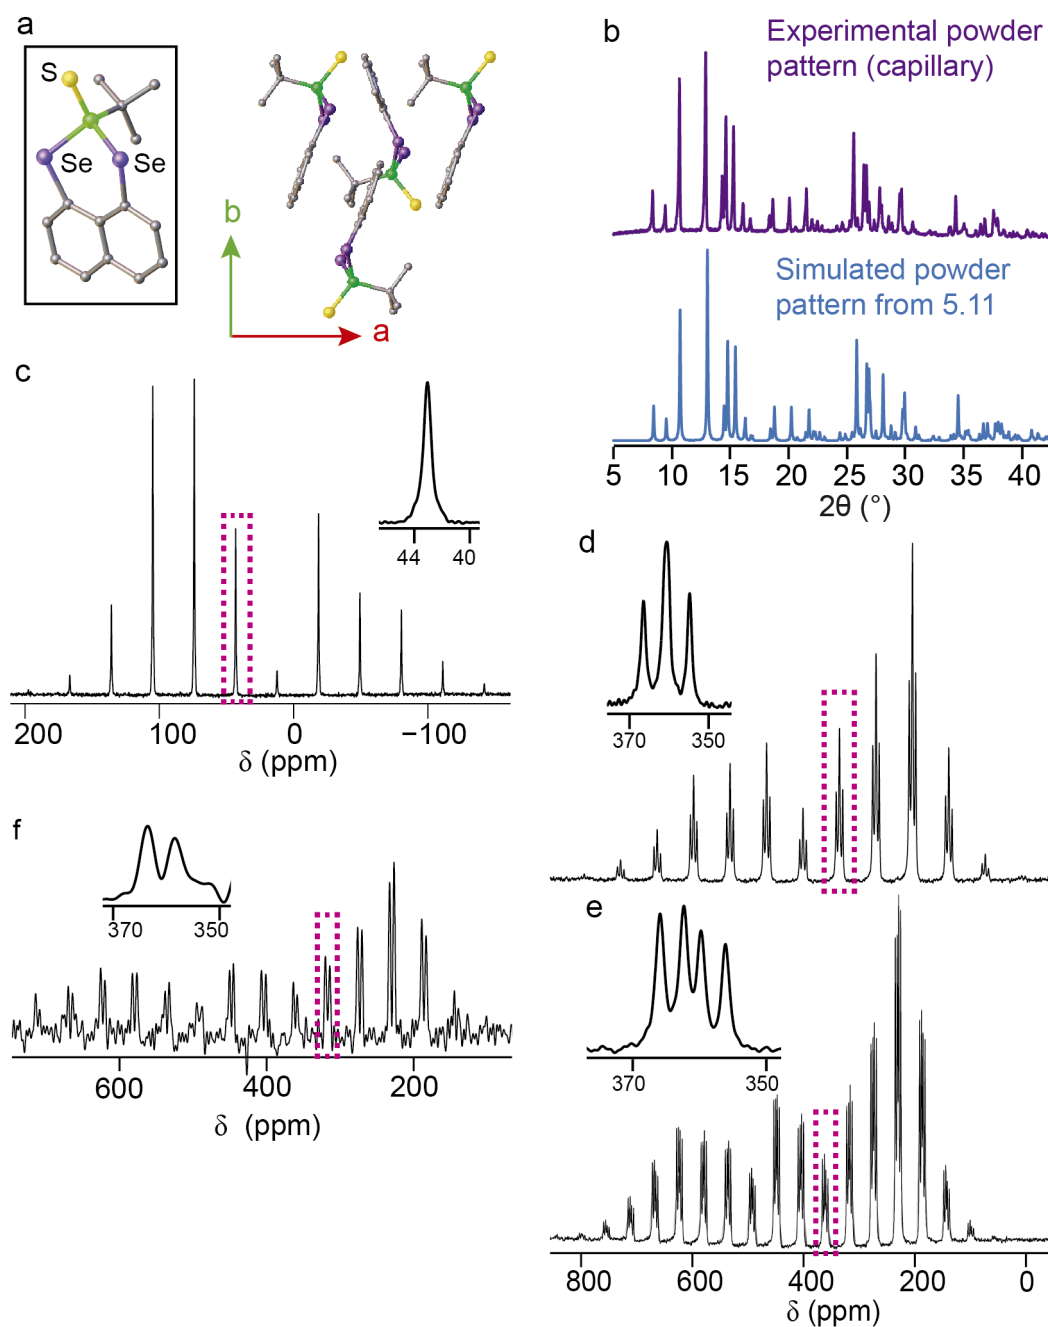 a
S
Se
Se
b
a
b
Experimental powder
pattern (capillary)
Simulated powder
pattern from 5.11
5 10 15 20 25 30 35 40
2θ (°)
c
44 40
200 100 0 −100
δ (ppm)
d
370 350
e
370 350
800 600 400 200 0
δ (ppm)
f
370 350
600 400 200
δ (ppm)